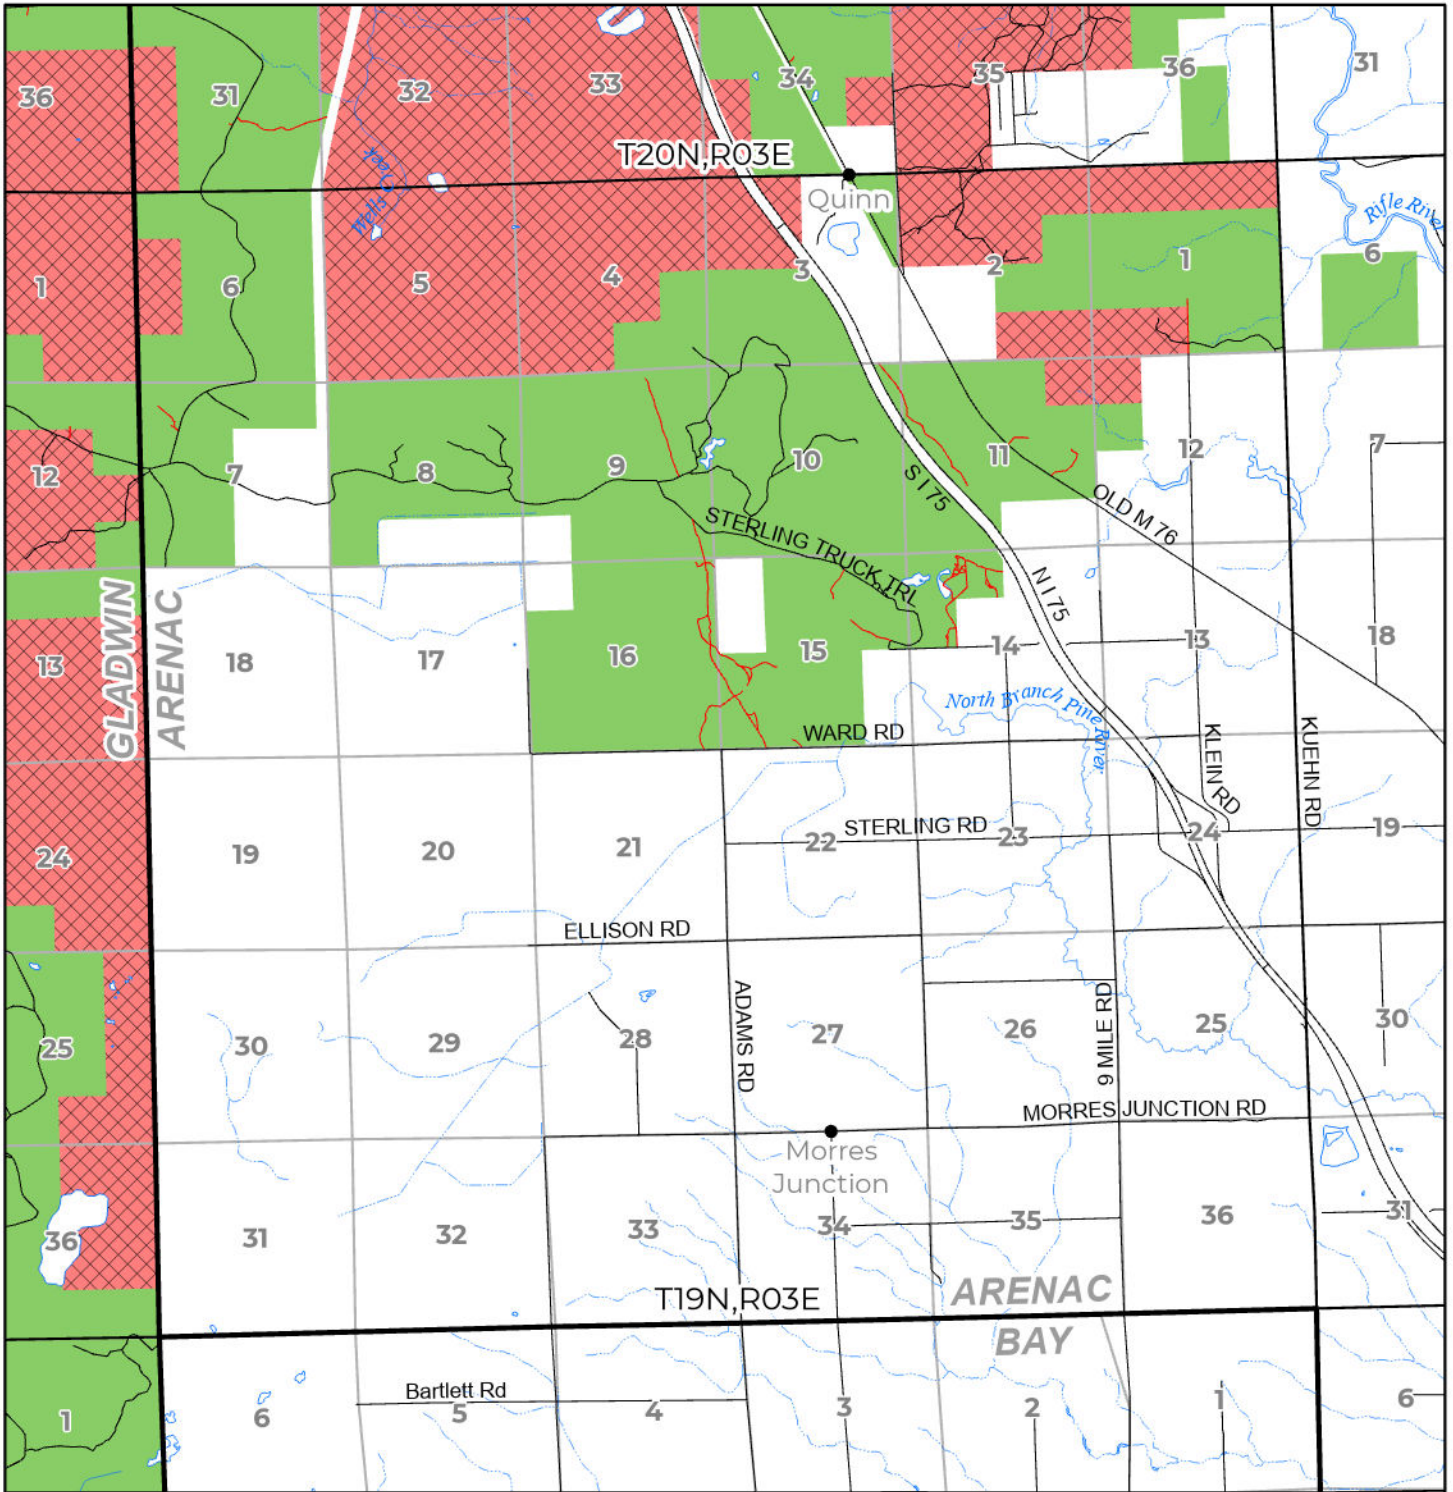 36
31
32
33
34
35
36
31
T20N,R03E
Wells Creek
Quinn
Rifle River
1
6
5
4
3
2
1
6
12
7
8
9
10
11
12
7
S I 75
OLD M 76
STERLING TRUCK TRL
N I 75
GLADWIN
ARENAC
13
18
17
16
15
14
13
18
North Branch Pine River
WARD RD
KLEIN RD
KUEHN RD
STERLING RD
24
19
20
21
22
23
24
19
ELLISON RD
ADAMS RD
9 MILE RD
25
30
29
28
27
26
25
30
MORRES JUNCTION RD
Morres
Junction
36
31
32
33
34
35
36
31
T19N,R03E
ARENAC
BAY
Bartlett Rd
1
6
5
4
3
2
1
6